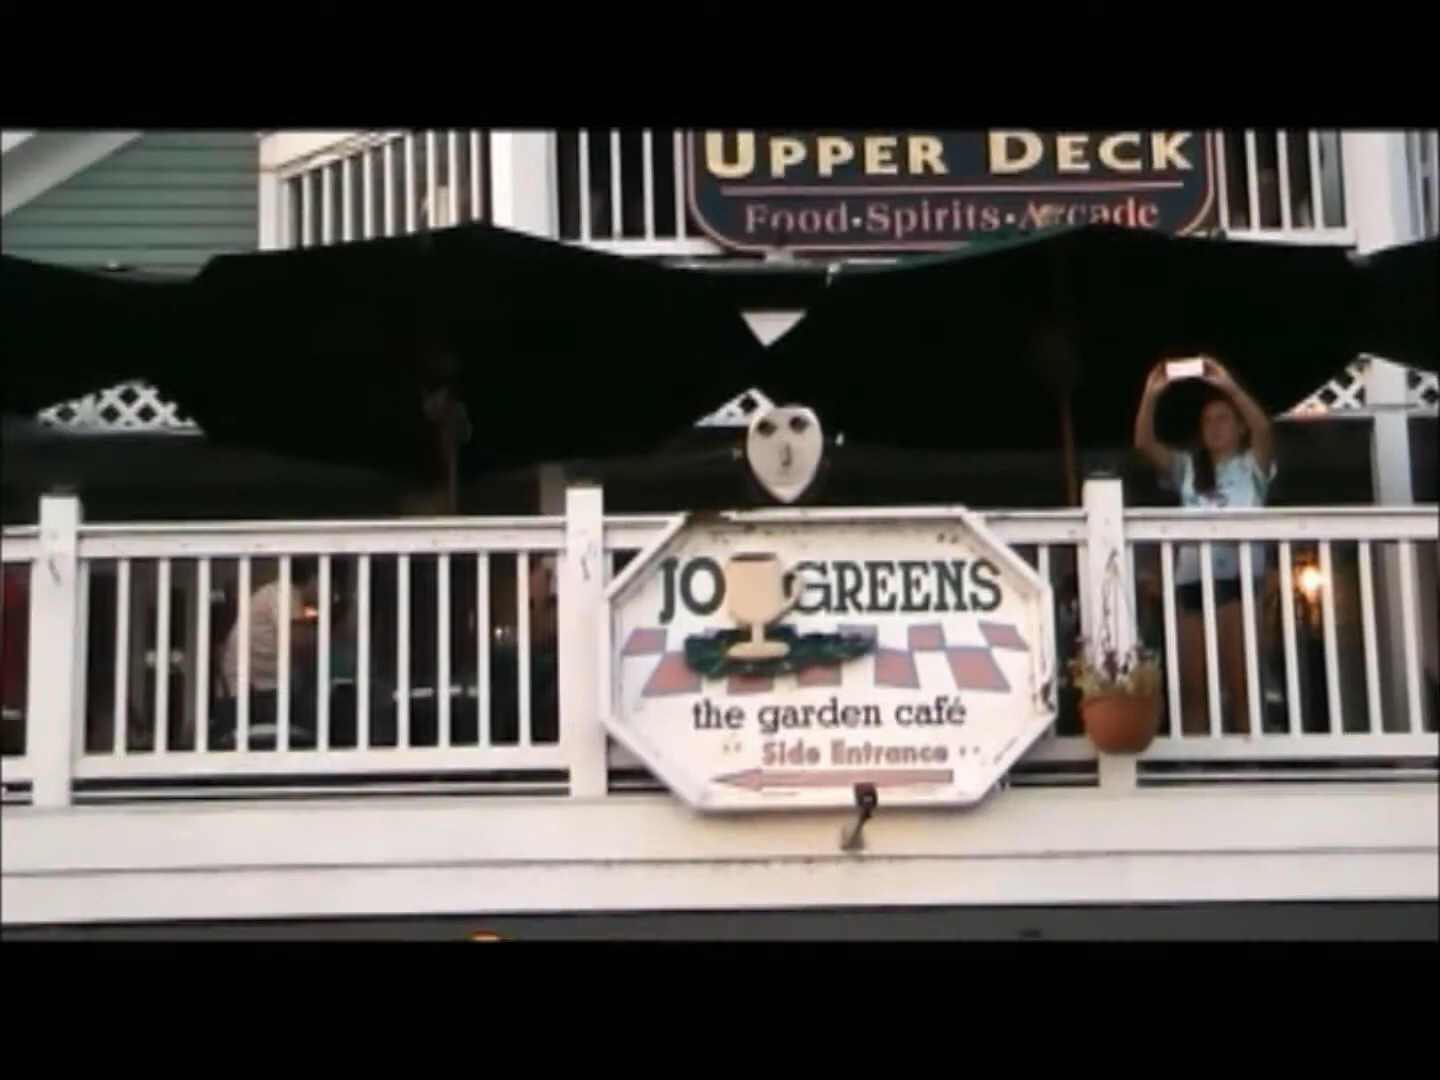 UPPER DECK
Food·Spirits·Arcade
JO GREENS
the garden café
Side Entrance